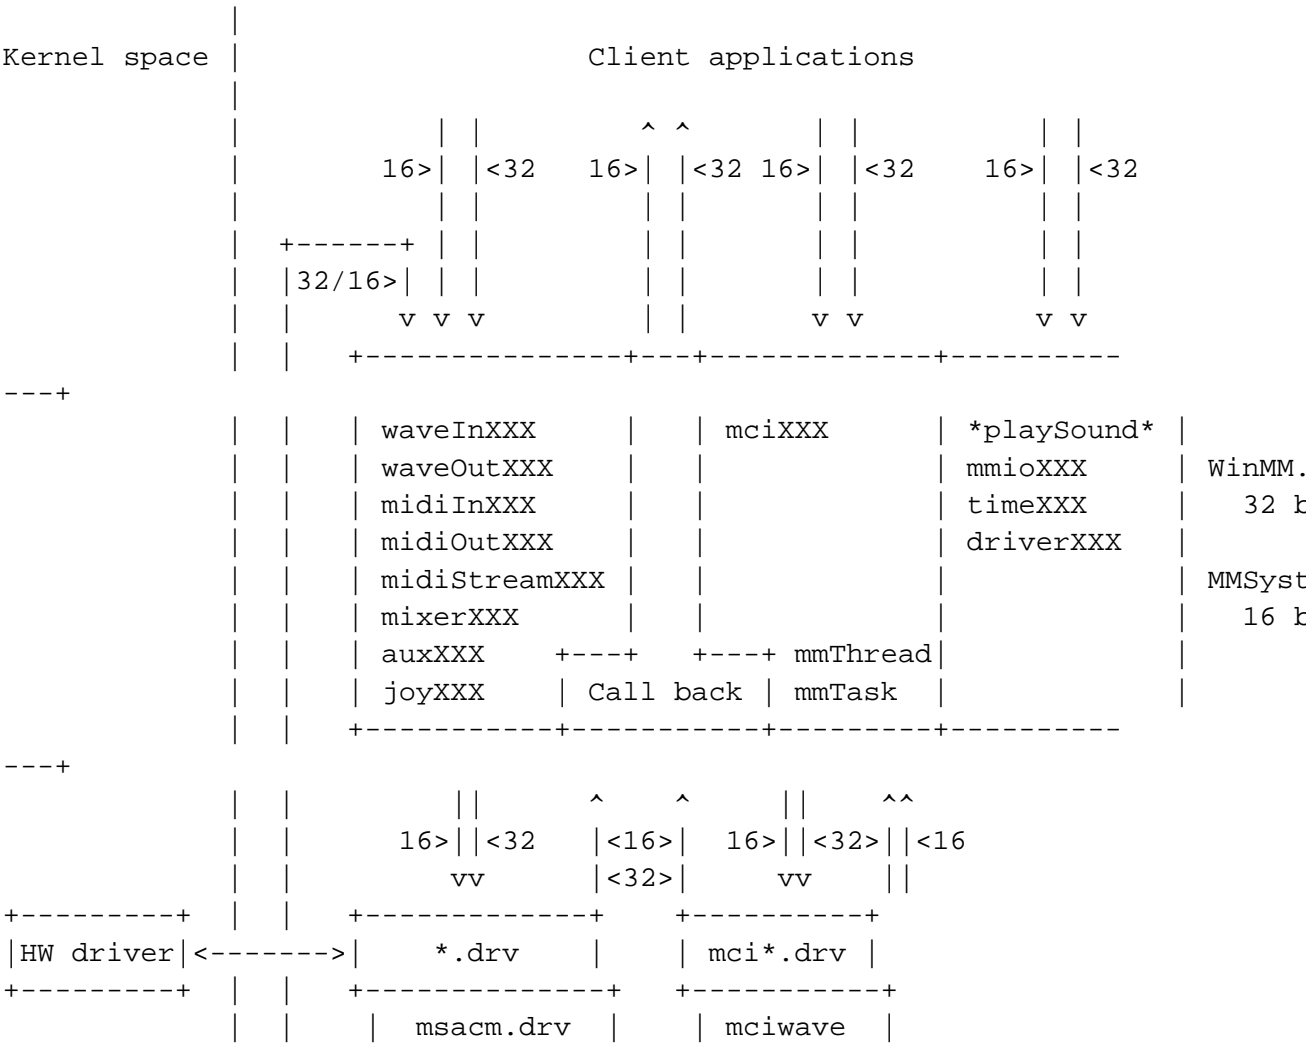 |
Kernel space    |                    Client applications
                |
                |            | |         ^ ^       | |          | |
                |        16>| |<32   16>| |<32 16>| |<32    16>| |<32
                |            | |         | |       | |          | |
                |  +------+ | |         | |       | |          | |
                |  |32/16>| | |         | |       | |          | |
                |  |      v v v         | |       v v          v v
                |  |   +---------------+---+-------------+----------
---+
                |  |   | waveInXXX     |   | mciXXX      | *playSound* |
                |  |   | waveOutXXX    |   |             | mmioXXX     | WinMM.
                |  |   | midiInXXX     |   |             | timeXXX     |   32 b
                |  |   | midiOutXXX    |   |             | driverXXX   |
                |  |   | midiStreamXXX |   |             |             | MMSyst
                |  |   | mixerXXX      |   |             |             |   16 b
                |  |   | auxXXX    +---+   +---+ mmThread|             |
                |  |   | joyXXX    | Call back | mmTask  |             |
                |  |   +-----------+-----------+---------+----------
---+
                |  |         ||      ^    ^     ||    ^^
                |  |      16>||<32   |<16>|  16>||<32>||<16
                |  |         vv      |<32>|     vv    ||
+---------+  |  |   +-------------+    +----------+
|HW driver|<------->|    *.drv    |    | mci*.drv |
+---------+  |  |   +--------------+   +-----------+
                |  |    |  msacm.drv  |    | mciwave  |